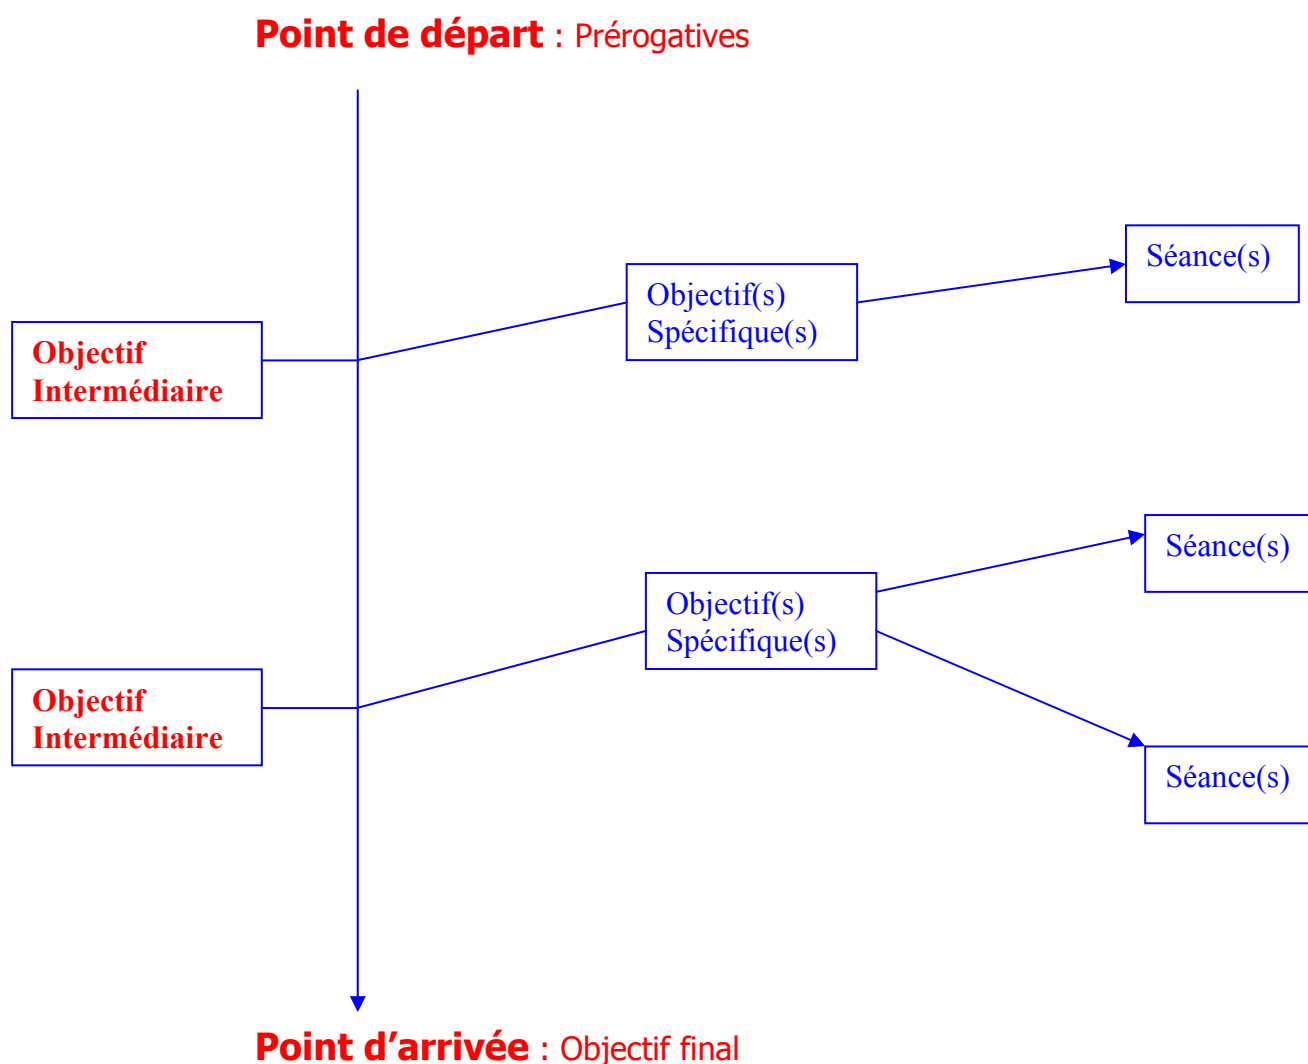 Point de départ : Prérogatives
Séance(s)
Objectif(s)
Spécifique(s)
Objectif
Intermédiaire
Séance(s)
Objectif(s)
Spécifique(s)
Objectif
Intermédiaire
Séance(s)
Point d’arrivée : Objectif final